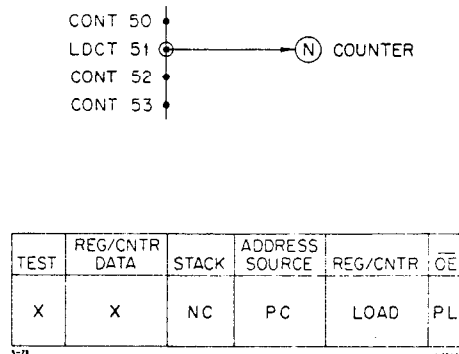 CONT 50
LDCT 51 N COUNTER
CONT 52
CONT 53
TEST REG/CNTR DATA STACK ADDRESS SOURCE REG/CNTR OE
X X NC PC LOAD PL